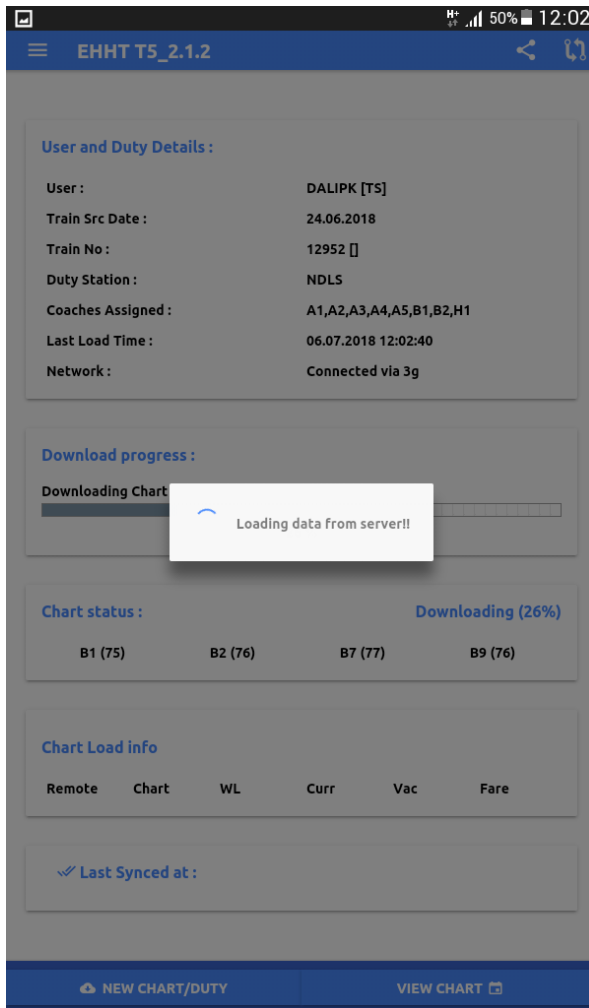 H+ 50% 12:02
EHHT T5_2.1.2
User and Duty Details :
User : DALIPK [TS]
Train Src Date : 24.06.2018
Train No : 12952 []
Duty Station : NDLS
Coaches Assigned : A1,A2,A3,A4,A5,B1,B2,H1
Last Load Time : 06.07.2018 12:02:40
Network : Connected via 3g
Download progress :
Downloading Chart
Loading data from server!!
Chart status : Downloading (26%)
B1 (75) B2 (76) B7 (77) B9 (76)
Chart Load info
Remote Chart WL Curr Vac Fare
Last Synced at :
NEW CHART/DUTY VIEW CHART